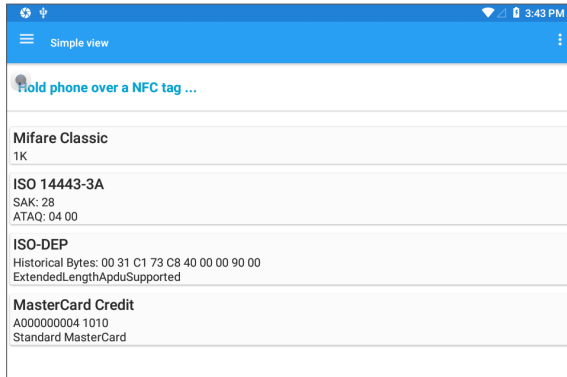 3:43 PM
Simple view
Hold phone over a NFC tag ...
Mifare Classic
1K
ISO 14443-3A
SAK: 28
ATAQ: 04 00
ISO-DEP
Historical Bytes: 00 31 C1 73 C8 40 00 00 90 00
ExtendedLengthApduSupported
MasterCard Credit
A000000004 1010
Standard MasterCard